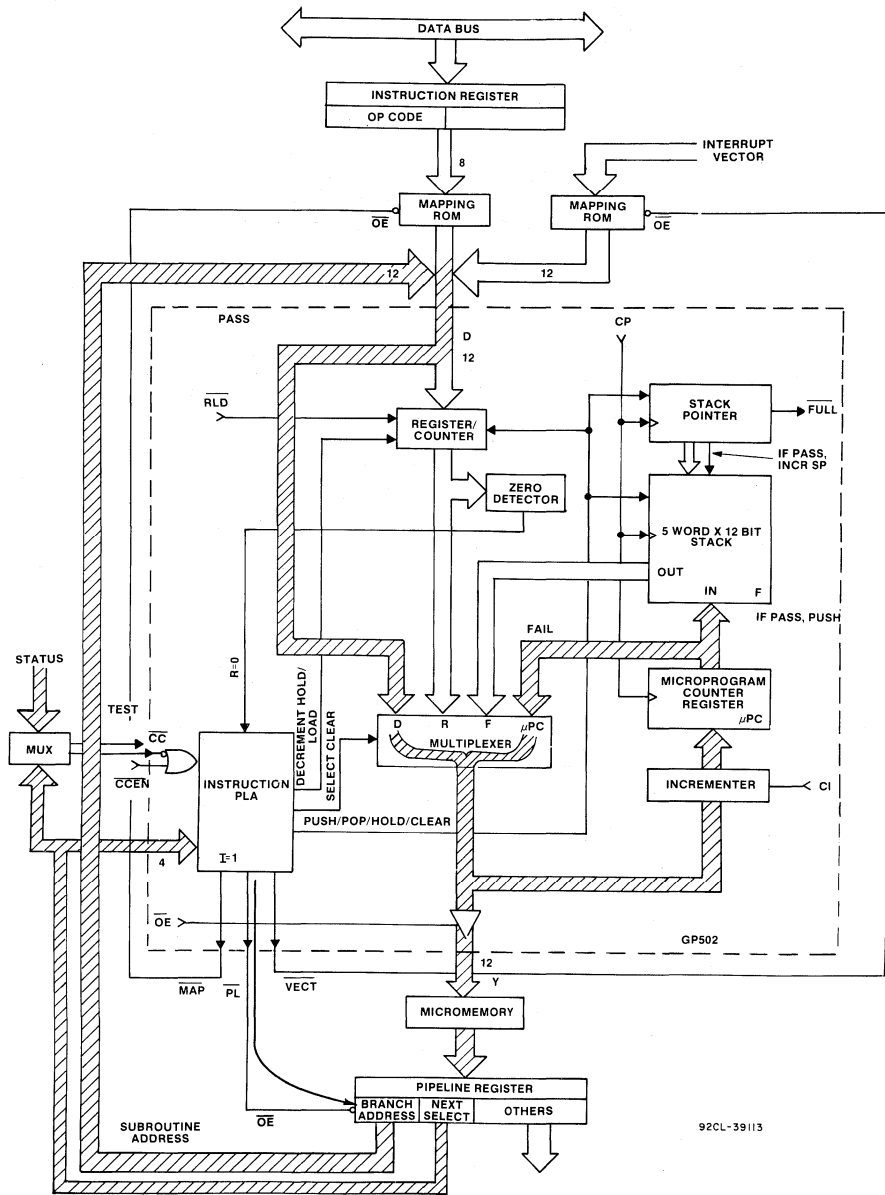 DATA BUS
INSTRUCTION REGISTER
OP CODE
8
INTERRUPT
VECTOR
MAPPING
ROM
OE
MAPPING
ROM
OE
12
12
PASS
D
12
CP
RLD
REGISTER/
COUNTER
STACK
POINTER
FULL
IF PASS,
INCR SP
ZERO
DETECTOR
5 WORD X 12 BIT
STACK
OUT
IN
F
IF PASS, PUSH
FAIL
R=0
DECREMENT HOLD/
LOAD
SELECT CLEAR
STATUS
TEST
MUX
CC
CCEN
INSTRUCTION
PLA
I=1
4
D R F μPC
MULTIPLEXER
MICROPROGRAM
COUNTER
REGISTER
μPC
INCREMENTER
CI
PUSH/POP/HOLD/CLEAR
OE
GP502
12
Y
MAP
PL
VECT
MICROMEMORY
PIPELINE REGISTER
BRANCH
ADDRESS
NEXT
SELECT
OTHERS
OE
SUBROUTINE
ADDRESS
92CL-39113